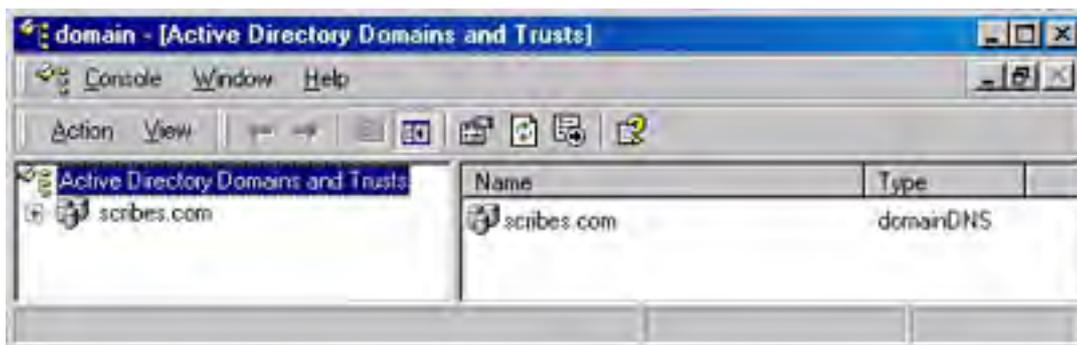 domain - [Active Directory Domains and Trusts]
Console Window Help
Action View
Active Directory Domains and Trusts
scribes.com
Name Type
scribes.com domainDNS